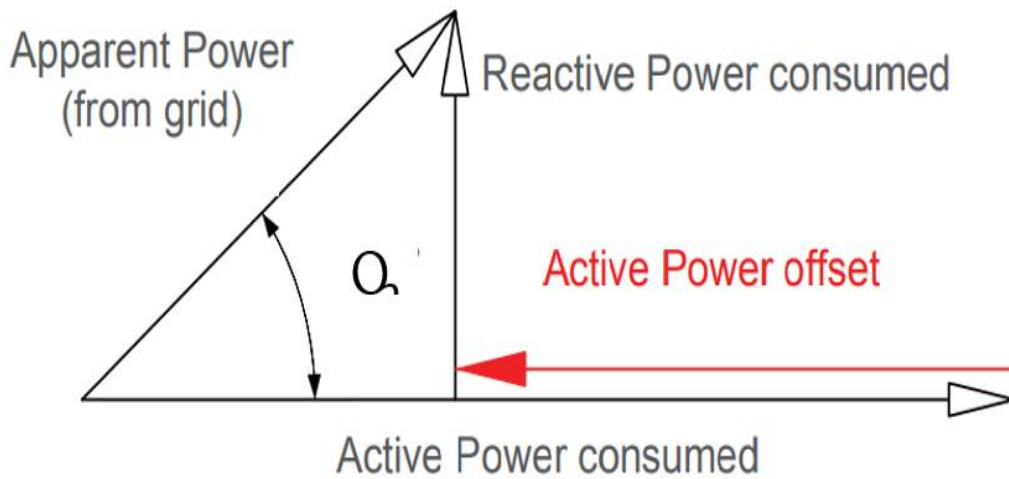 Apparent Power
(from grid)
Reactive Power consumed
Active Power offset
Active Power consumed